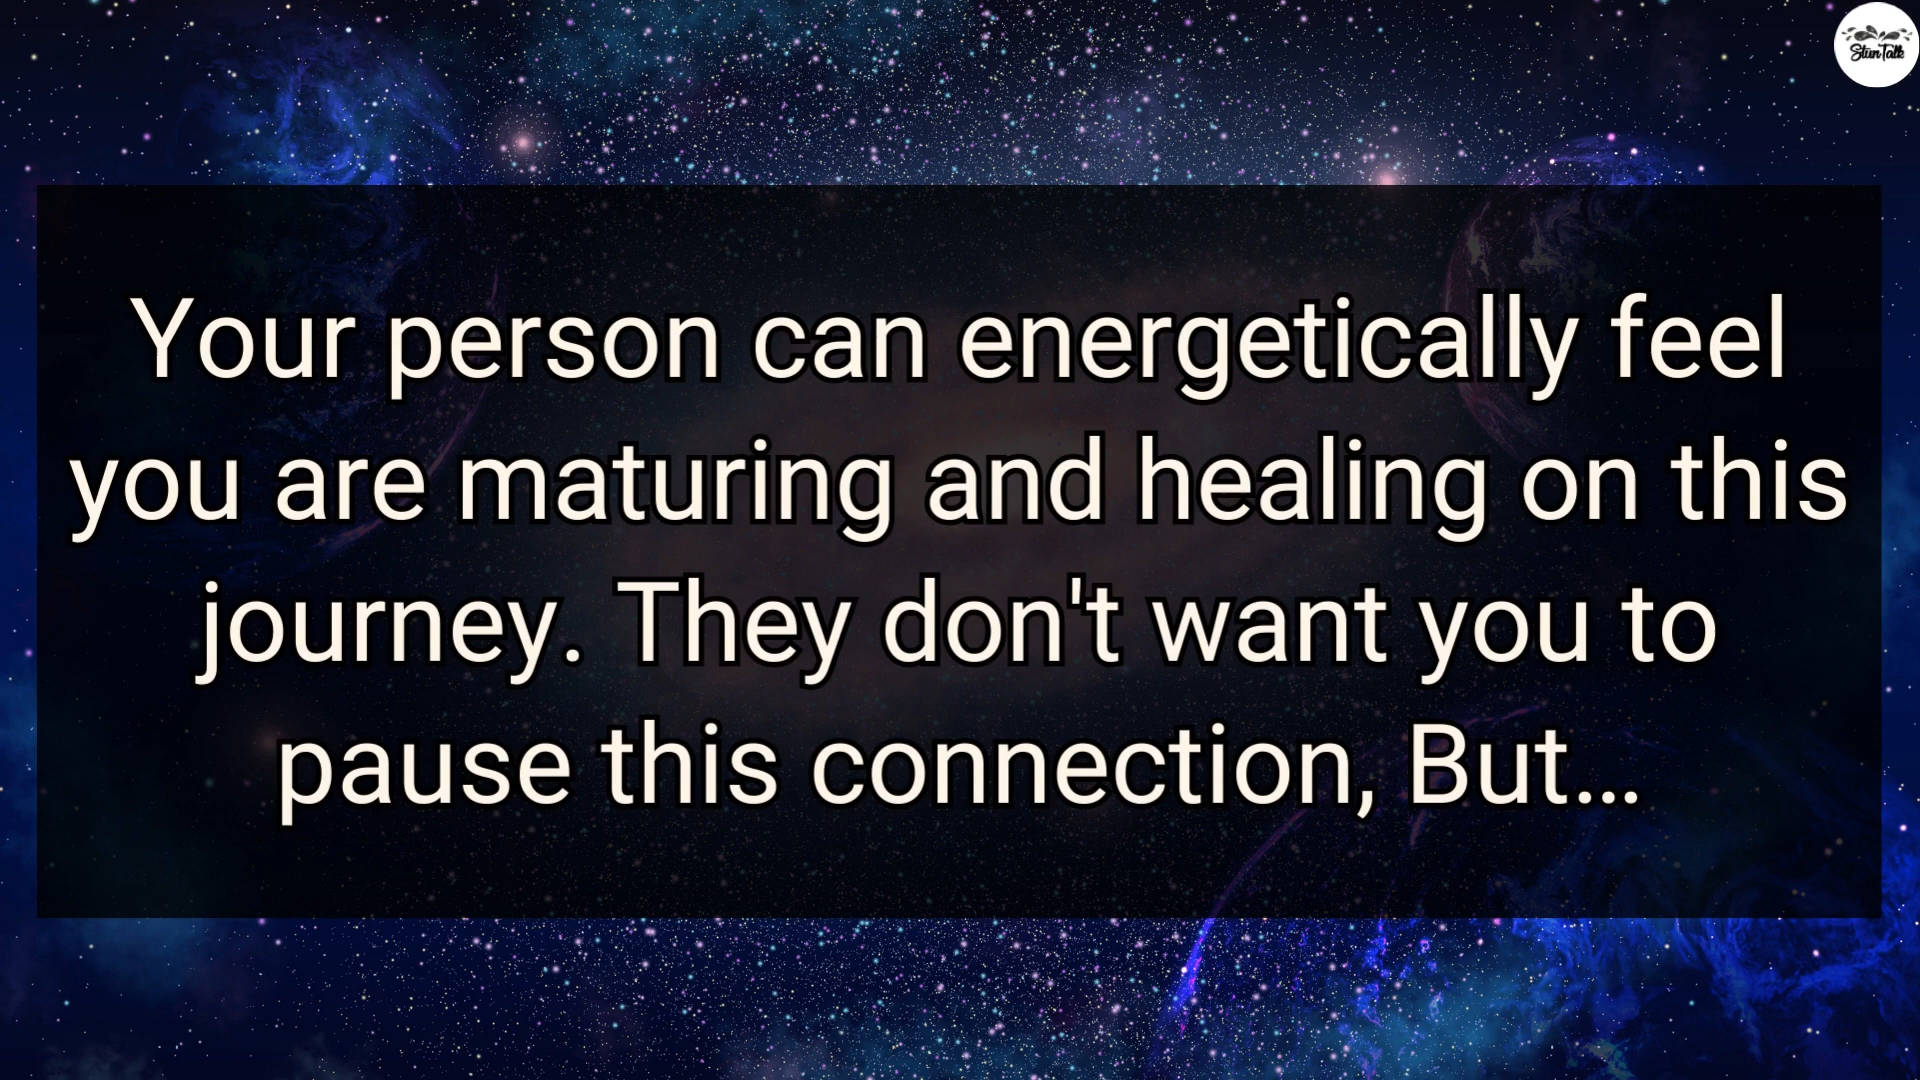 StunTalk
Your person can energetically feel
you are maturing and healing on this
journey. They don't want you to
pause this connection, But...